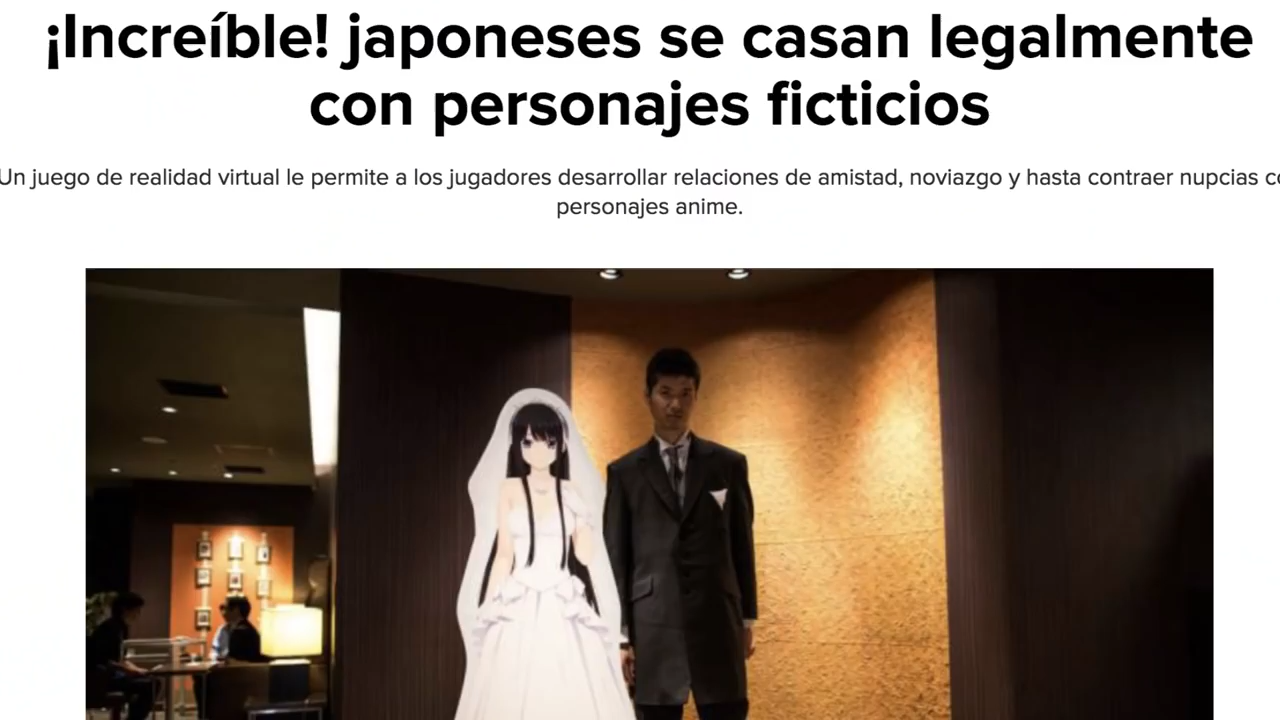 ¡Increíble! japoneses se casan legalmente
con personajes ficticios
Un juego de realidad virtual le permite a los jugadores desarrollar relaciones de amistad, noviazgo y hasta contraer nupcias
personajes anime.